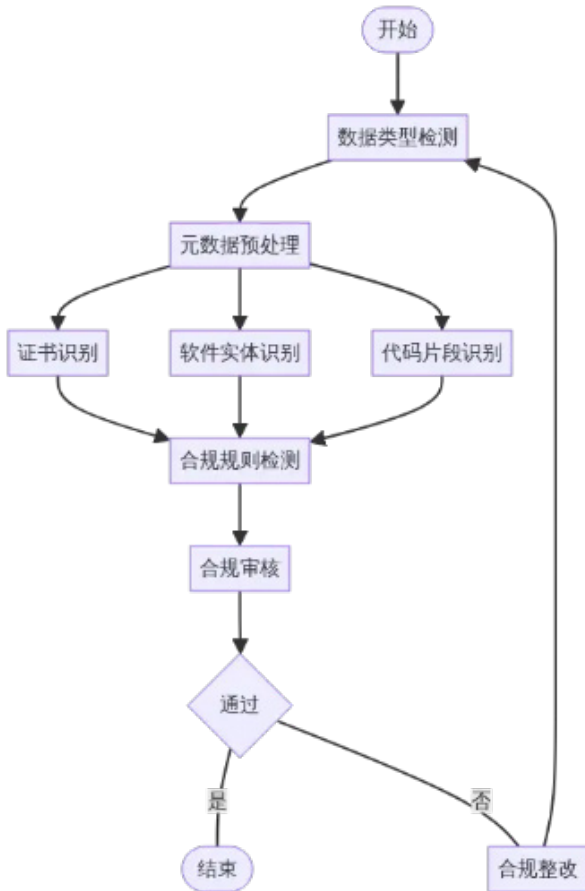 开始
数据类型检测
元数据预处理
证书识别
软件实体识别
代码片段识别
合规规则检测
合规审核
通过
是
否
结束
合规整改